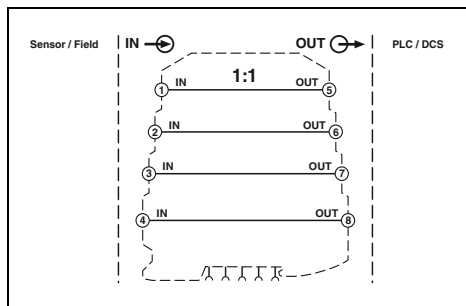 Sensor / Field IN OUT PLC / DCS
1:1
1 IN OUT 5
2 IN OUT 6
3 IN OUT 7
4 IN OUT 8